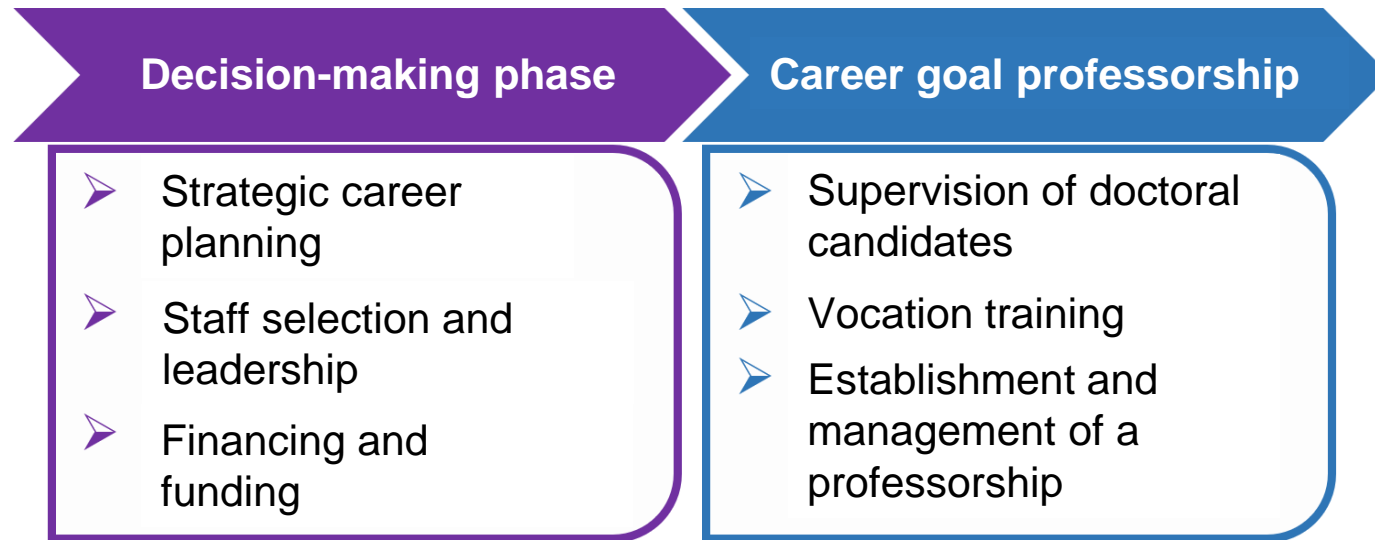 Decision-making phase
Strategic career
planning
Staff selection and
leadership
Financing and
funding
Career goal professorship
Supervision of doctoral
candidates
Vocation training
Establishment and
management of a
professorship